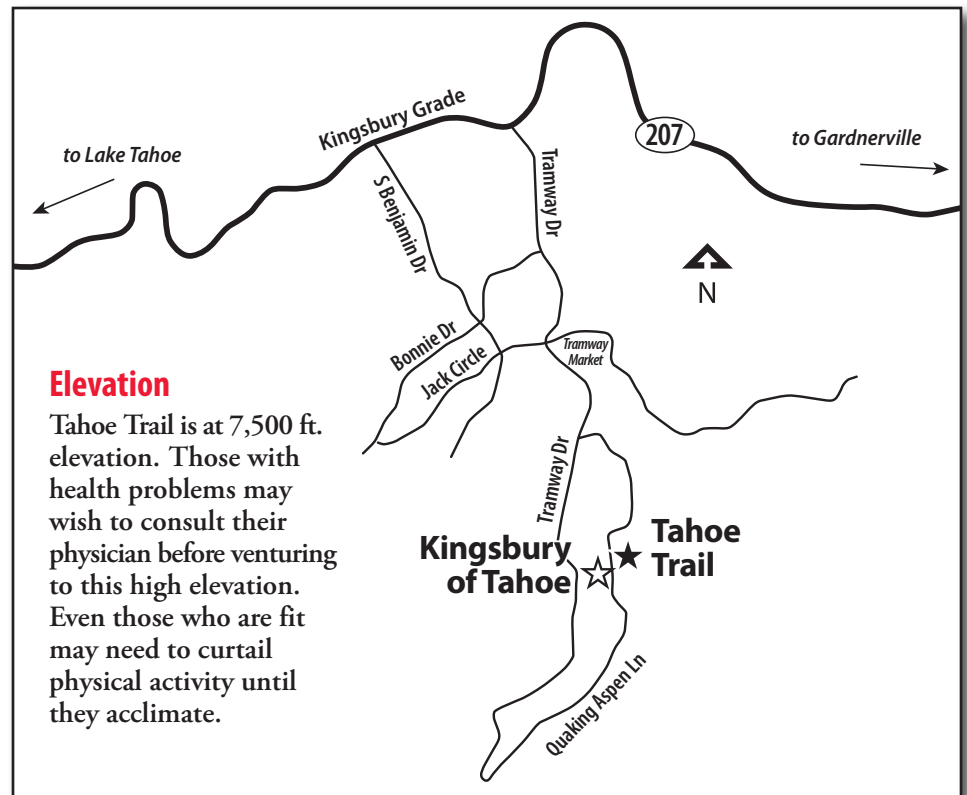 Kingsbury Grade
207
to Gardnerville
to Lake Tahoe
S Benjamin Dr
Tramway Dr
N
Bonnie Dr
Jack Circle
Tramway
Market
Elevation
Tahoe Trail is at 7,500 ft.
elevation. Those with
health problems may
wish to consult their
physician before venturing
to this high elevation.
Even those who are fit
may need to curtail
physical activity until
they acclimate.
Tramway Dr
Kingsbury
of Tahoe
Tahoe
Trail
Quaking Aspen Ln